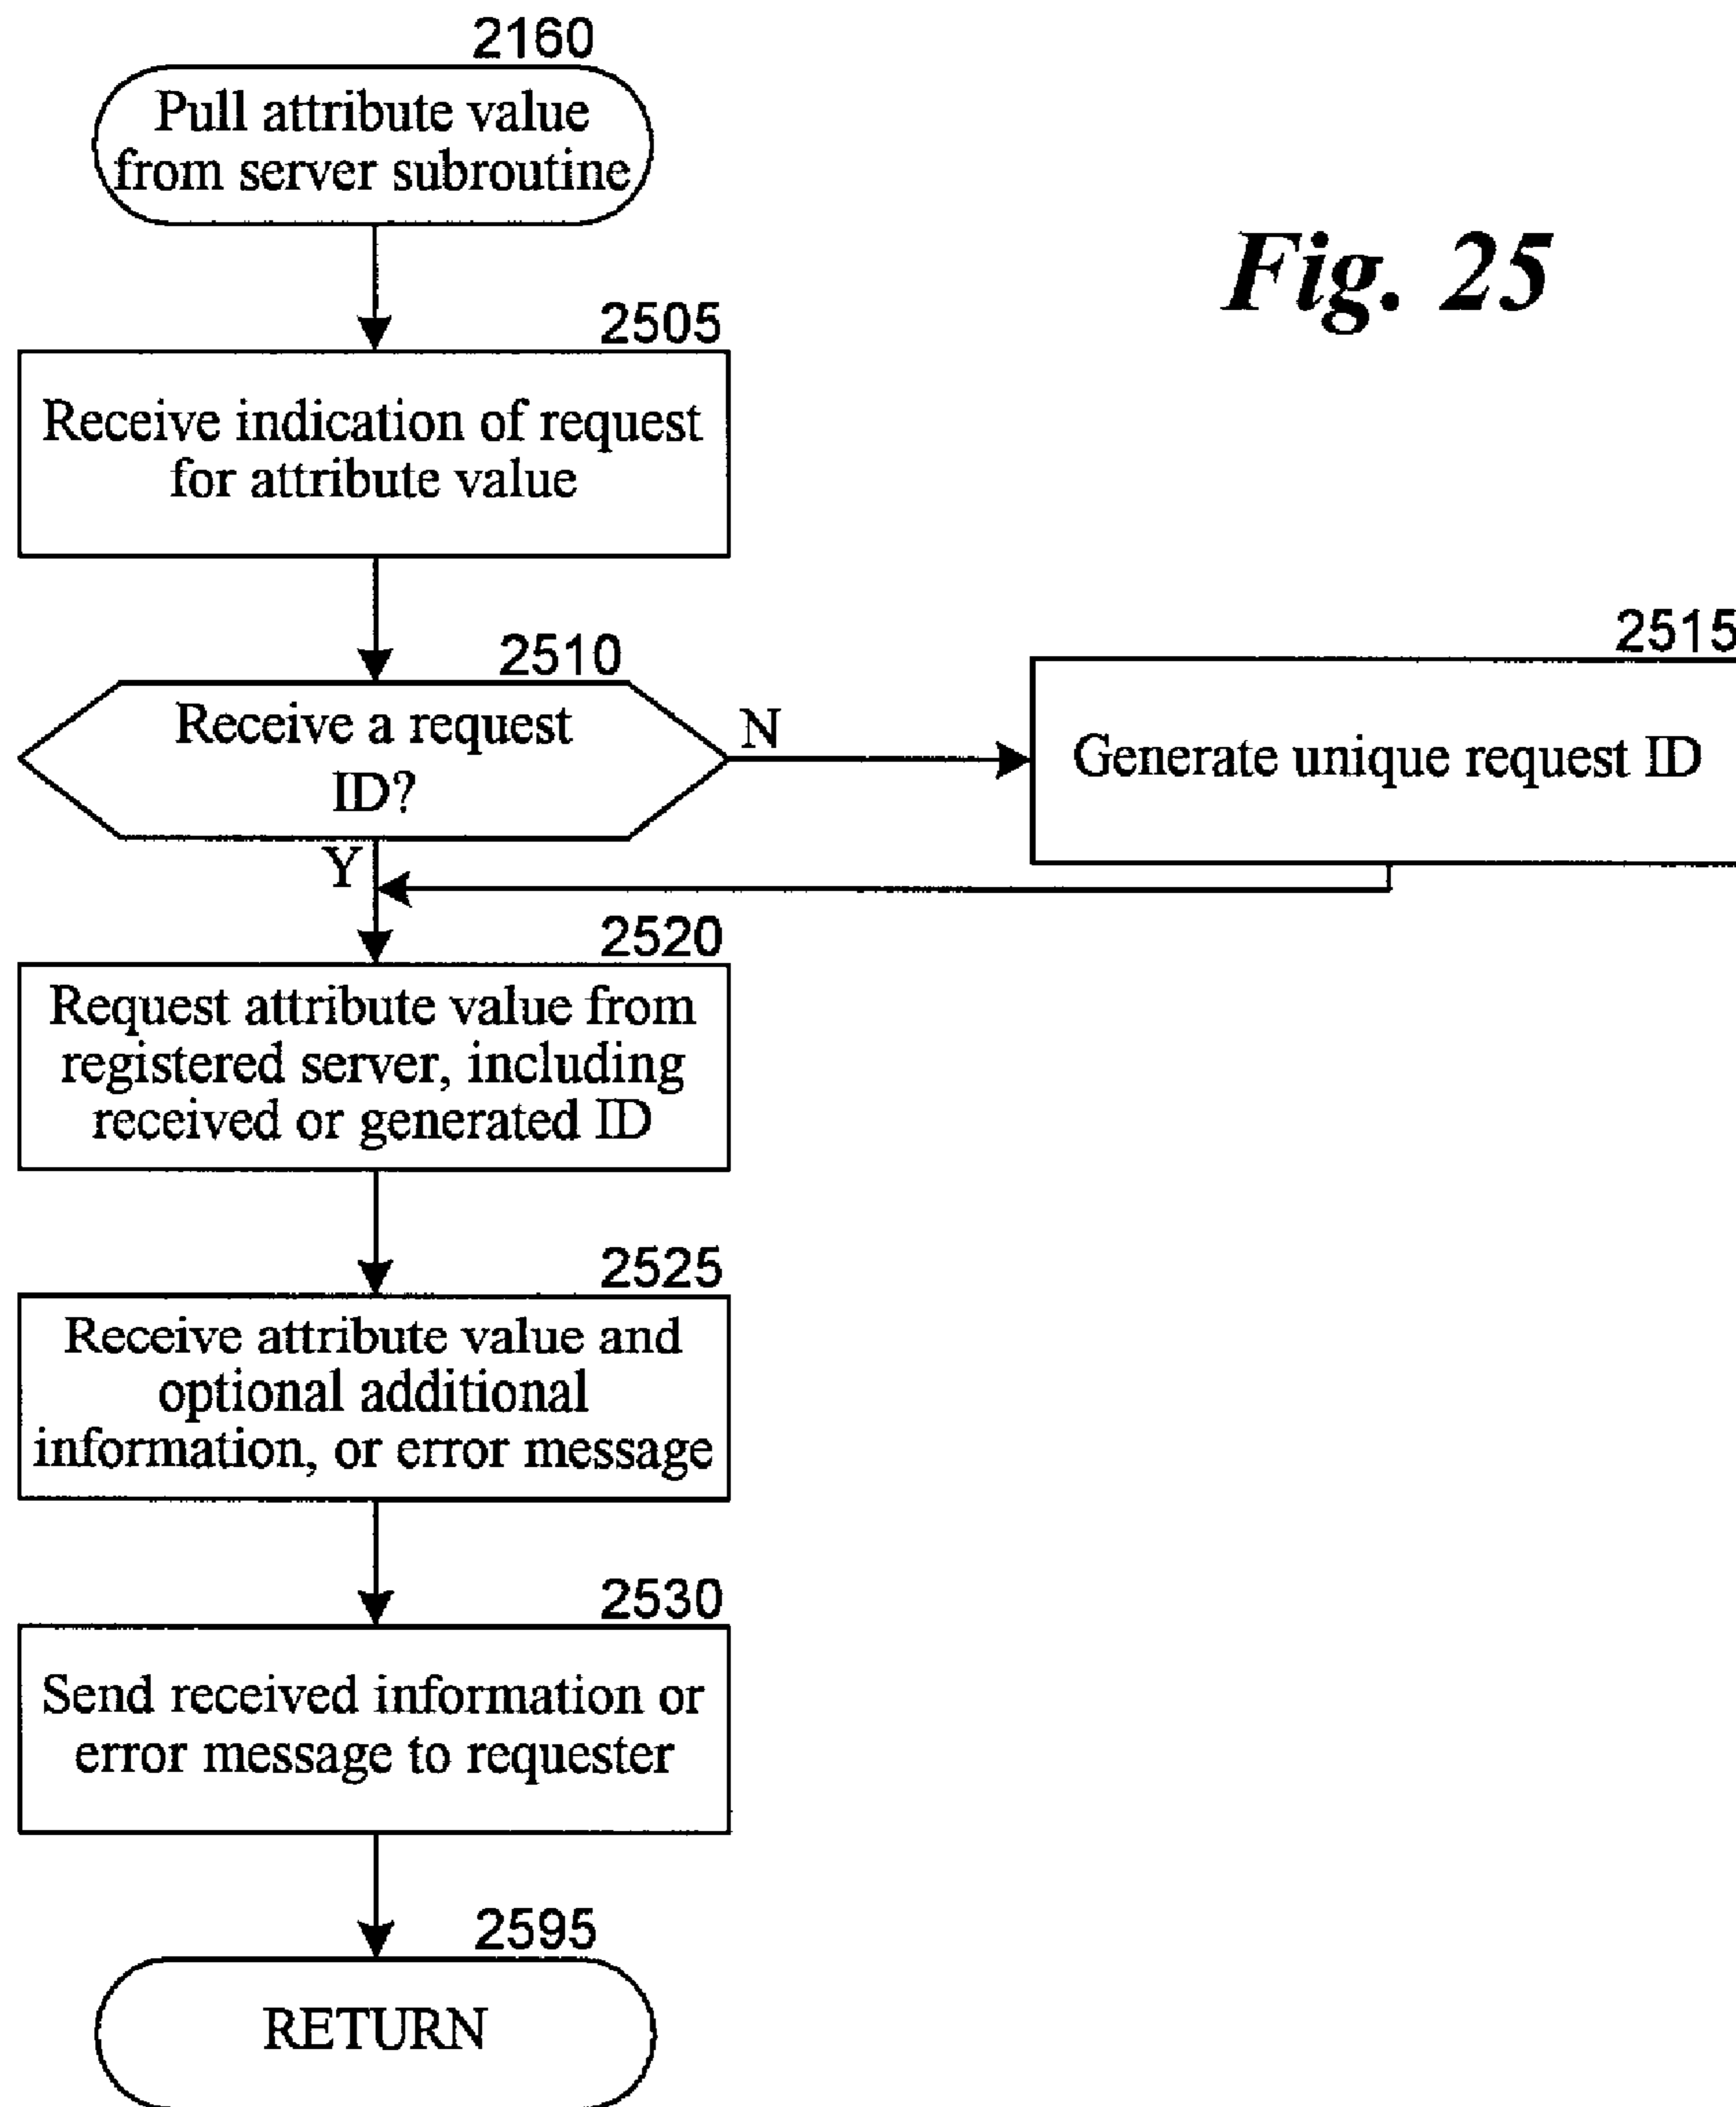 2160
Pull attribute value
from server subroutine
Fig. 25
2505
Receive indication of request
for attribute value
2510
Receive a request
ID?
N
2515
Generate unique request ID
Y
2520
Request attribute value from
registered server, including
received or generated ID
2525
Receive attribute value and
optional additional
information, or error message
2530
Send received information or
error message to requester
2595
RETURN